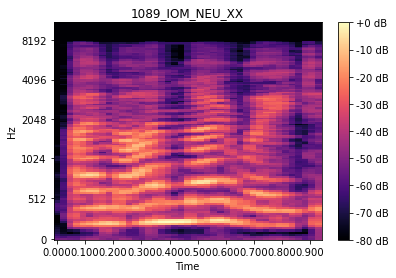 1089_IOM_NEU_XX
8192
4096
2048
1024
512
0
Hz
0.0000.1000.2000.3000.4000.5000.6000.7000.8000.900
Time
+0 dB
-10 dB
-20 dB
-30 dB
-40 dB
-50 dB
-60 dB
-70 dB
-80 dB